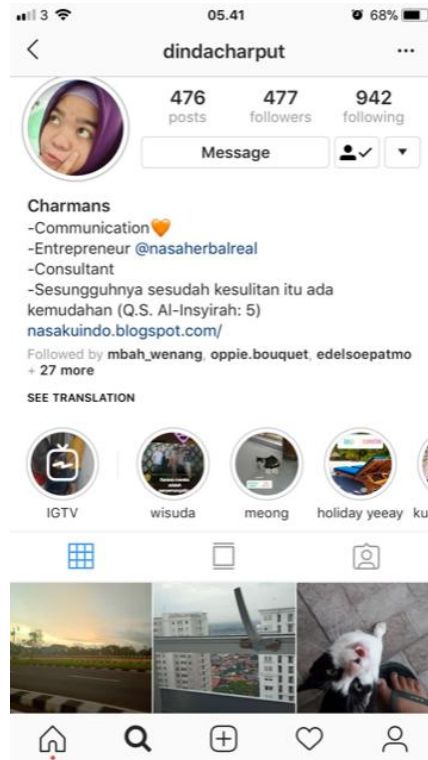 3 05.41 68%
dindacharput
476 477 942
posts followers following
Message
Charmans
-Communication🧡
-Entrepreneur @nasaherbalreal
-Consultant
-Sesungguhnya sesudah kesulitan itu ada
kemudahan (Q.S. Al-Insyirah: 5)
nasakuindo.blogspot.com/
Followed by mbah_wenang, oppie.bouquet, edelsoepatmo
+ 27 more
SEE TRANSLATION
IGTV wisuda meong holiday yeeay ku